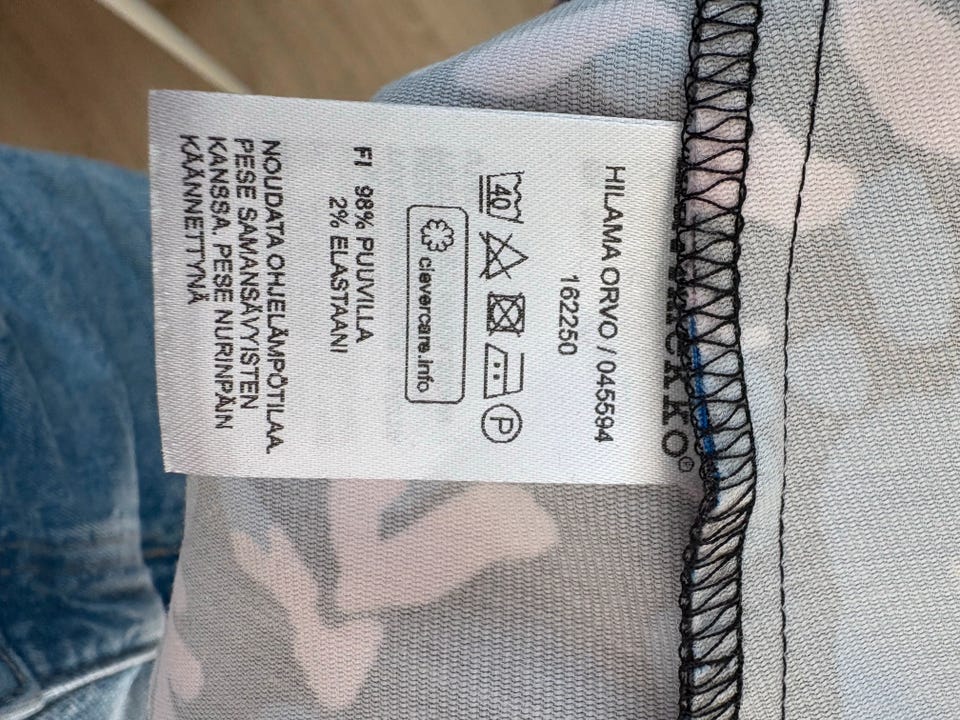 HILAMA ORVO / 045594
162250
40 P
clevercare.info
FI 98% PUUVILLA
2% ELASTAANI
NOUDATA OHJELÄMPÖTILAA.
PESE SAMANSÄVYISTEN
KANSSA. PESE NURINPÄIN
KÄÄNNETTYNÄ